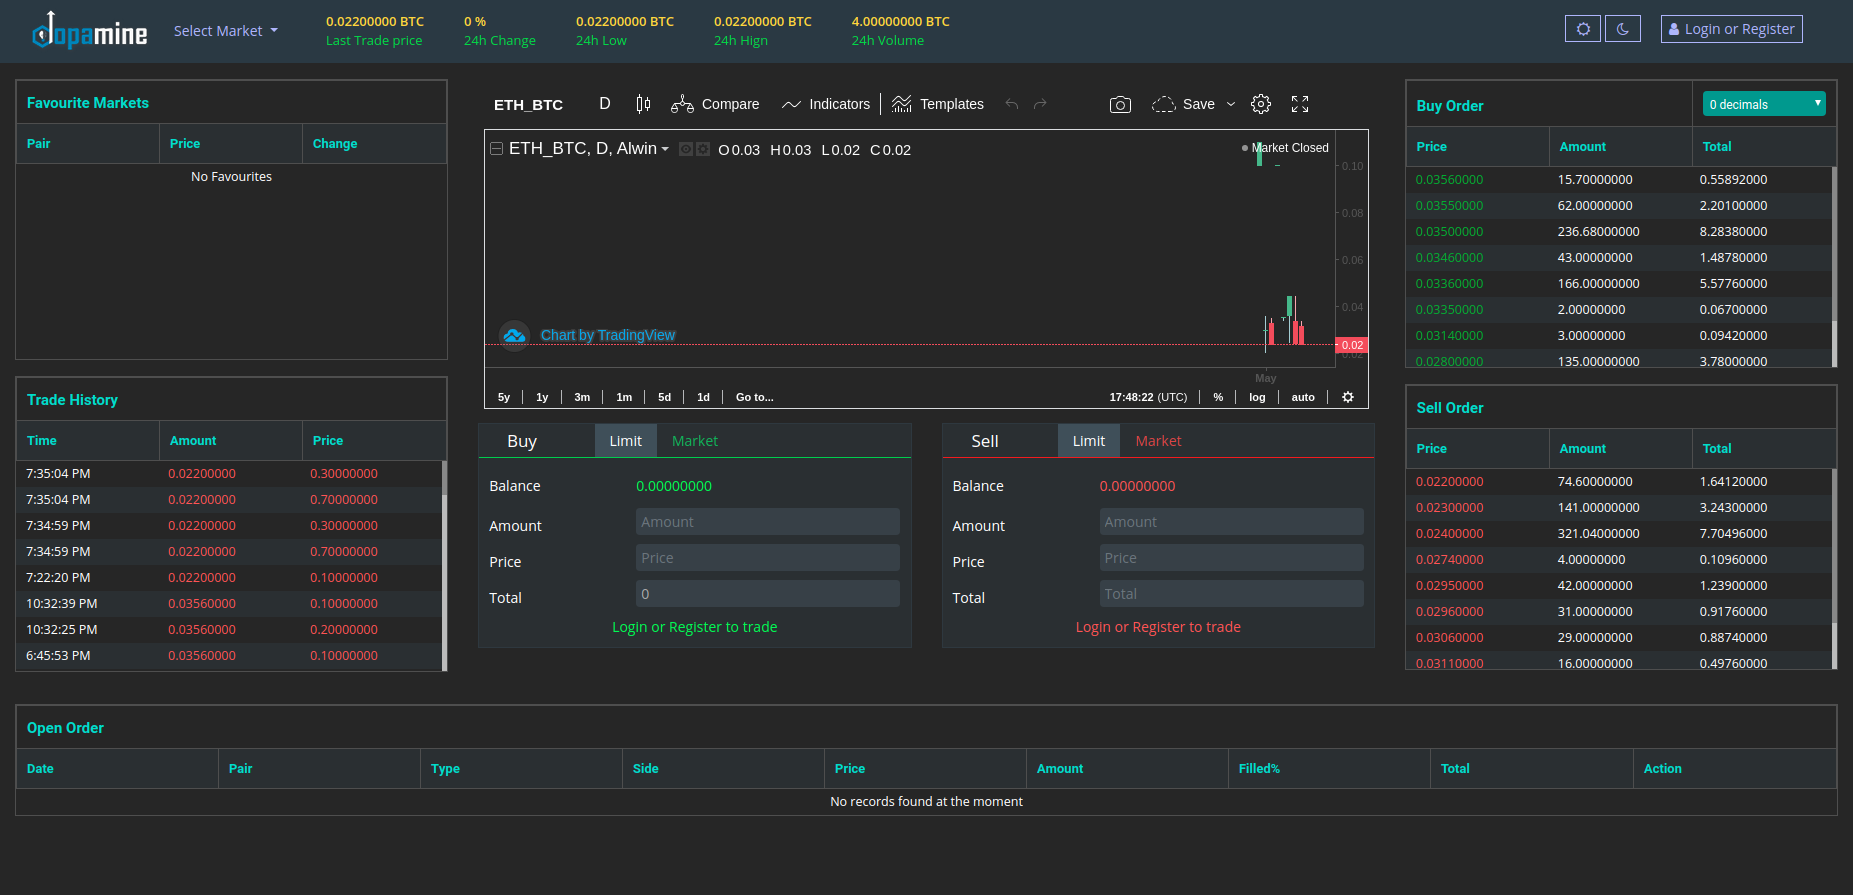 dopamine
Select Market
0.02200000 BTC
Last Trade price
0 %
24h Change
0.02200000 BTC
24h Low
0.02200000 BTC
24h Hign
4.00000000 BTC
24h Volume
Login or Register
Favourite Markets
Pair Price Change
No Favourites
Trade History
Time Amount Price
7:35:04 PM 0.02200000 0.30000000
7:35:04 PM 0.02200000 0.70000000
7:34:59 PM 0.02200000 0.30000000
7:34:59 PM 0.02200000 0.70000000
7:22:20 PM 0.02200000 0.10000000
10:32:39 PM 0.03560000 0.10000000
10:32:25 PM 0.03560000 0.20000000
6:45:53 PM 0.03560000 0.10000000
ETH_BTC D Compare Indicators Templates Save
ETH_BTC, D, Alwin O 0.03 H 0.03 L 0.02 C 0.02
Market Closed
0.10
0.08
0.06
0.04
0.02
0.02
Chart by TradingView
May
5y 1y 3m 1m 5d 1d Go to... 17:48:22 (UTC) % log auto
Buy Limit Market
Balance 0.00000000
Amount Amount
Price Price
Total 0
Login or Register to trade
Sell Limit Market
Balance 0.00000000
Amount Amount
Price Price
Total Total
Login or Register to trade
Buy Order 0 decimals
Price Amount Total
0.03560000 15.70000000 0.55892000
0.03550000 62.00000000 2.20100000
0.03500000 236.68000000 8.28380000
0.03460000 43.00000000 1.48780000
0.03360000 166.00000000 5.57760000
0.03350000 2.00000000 0.06700000
0.03140000 3.00000000 0.09420000
0.02800000 135.00000000 3.78000000
Sell Order
Price Amount Total
0.02200000 74.60000000 1.64120000
0.02300000 141.00000000 3.24300000
0.02400000 321.04000000 7.70496000
0.02740000 4.00000000 0.10960000
0.02950000 42.00000000 1.23900000
0.02960000 31.00000000 0.91760000
0.03060000 29.00000000 0.88740000
0.03110000 16.00000000 0.49760000
Open Order
Date Pair Type Side Price Amount Filled% Total Action
No records found at the moment